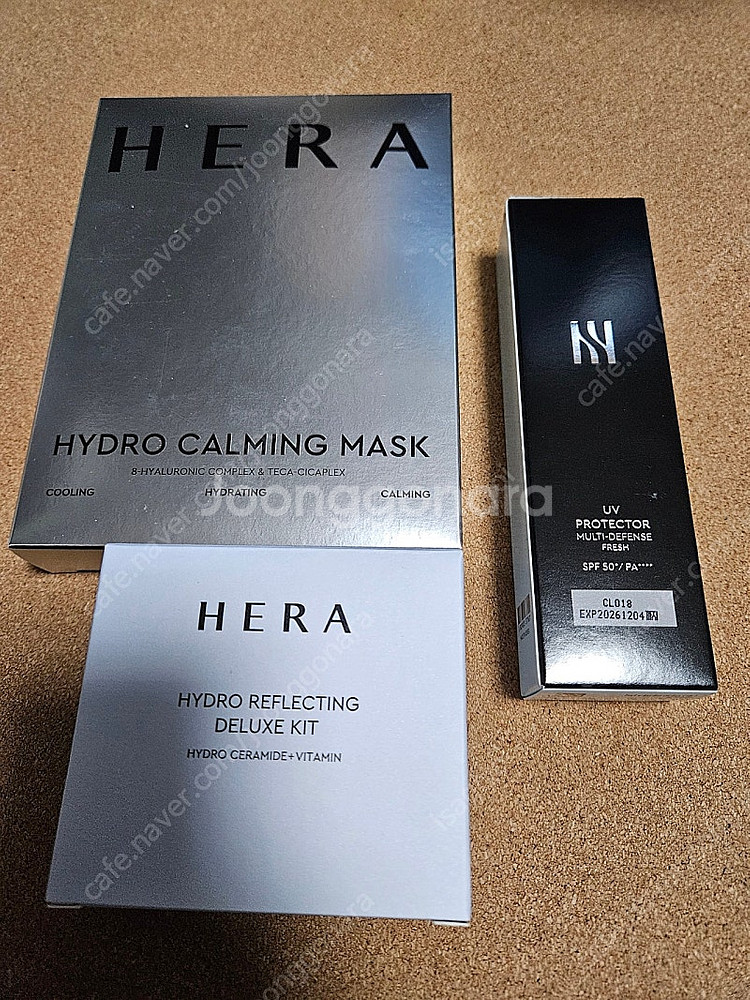 HERA
HYDRO CALMING MASK
8-HYALURONIC COMPLEX & TECA-CICAPLEX
COOLING HYDRATING CALMING
HERA
HYDRO REFLECTING
DELUXE KIT
HYDRO CERAMIDE+VITAMIN
UV
PROTECTOR
MULTI-DEFENSE
FRESH
SPF 50+/PA++++
CL018
EXP20261204
Joonggonara
cafe.naver.com/joonggonara